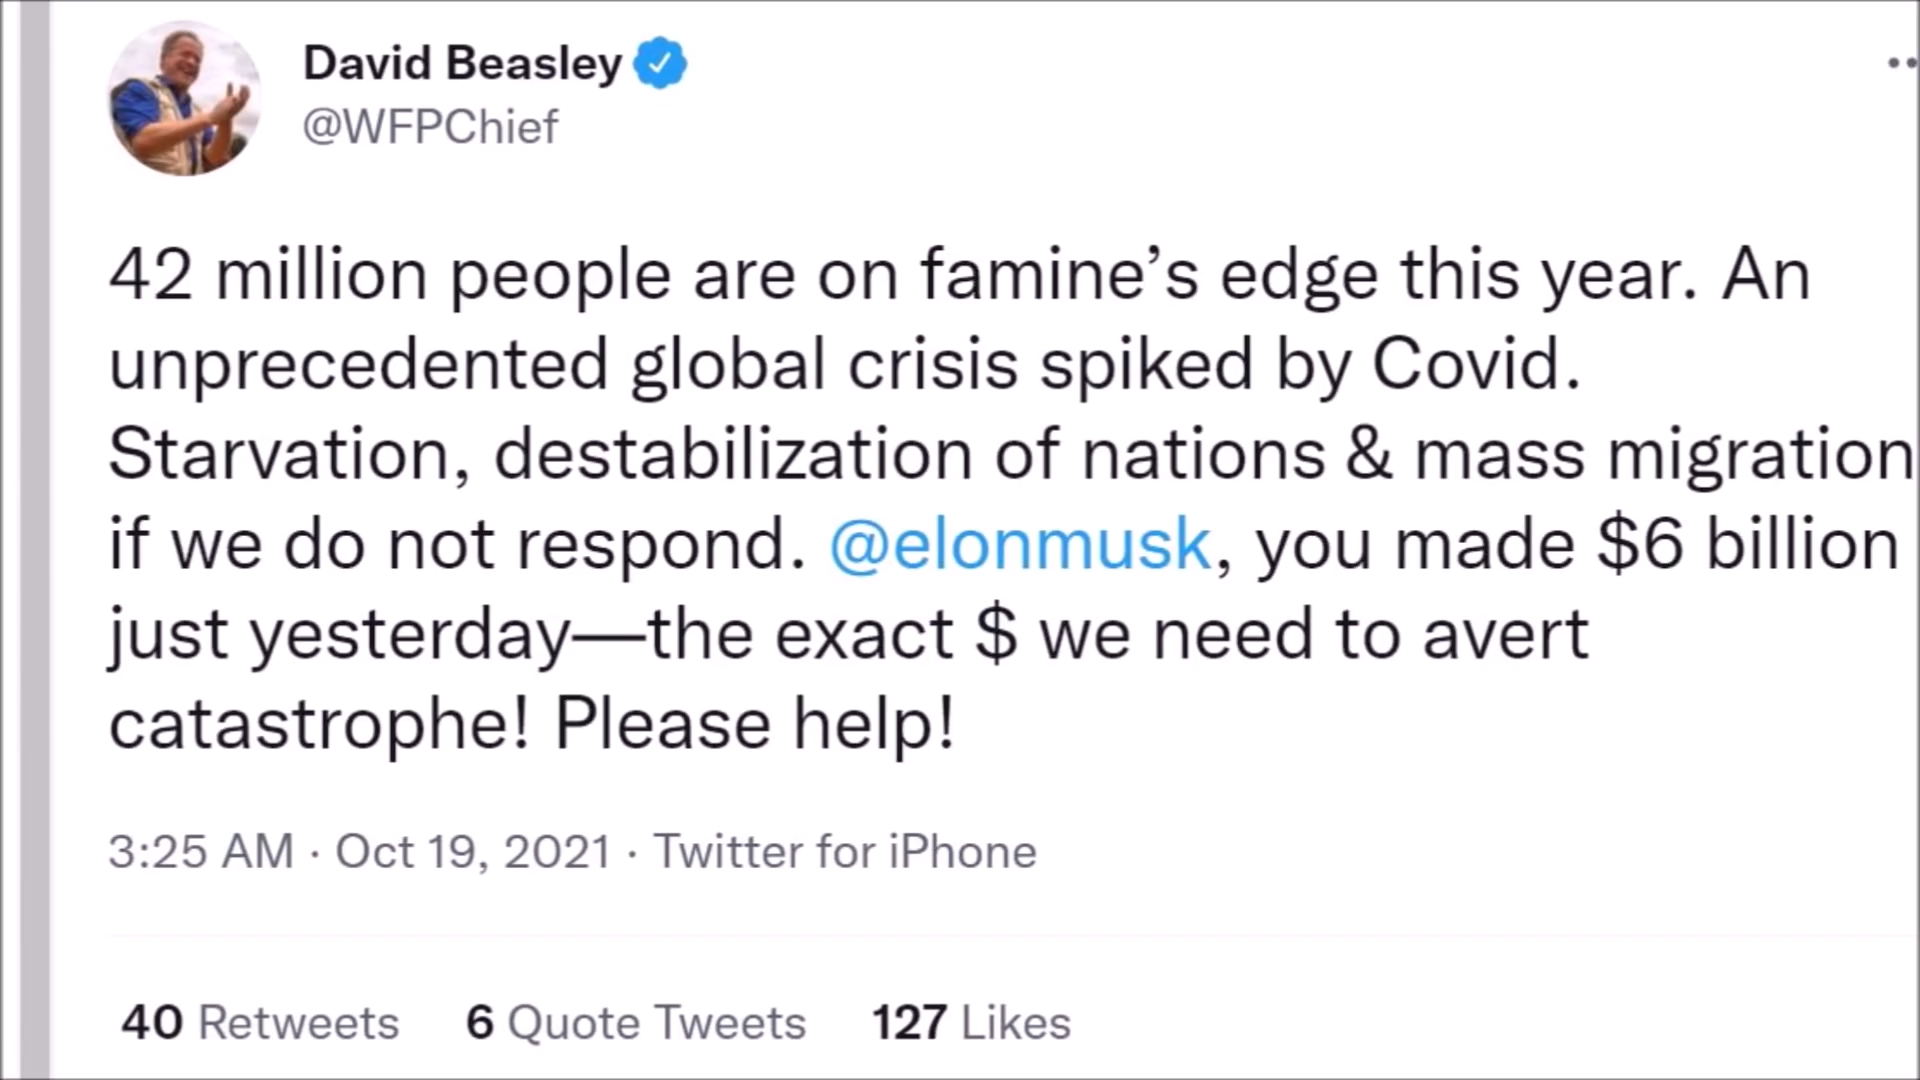 David Beasley
@WFPChief
42 million people are on famine’s edge this year. An
unprecedented global crisis spiked by Covid.
Starvation, destabilization of nations & mass migration
if we do not respond. @elonmusk, you made $6 billion
just yesterday—the exact $ we need to avert
catastrophe! Please help!
3:25 AM · Oct 19, 2021 · Twitter for iPhone
40 Retweets 6 Quote Tweets 127 Likes